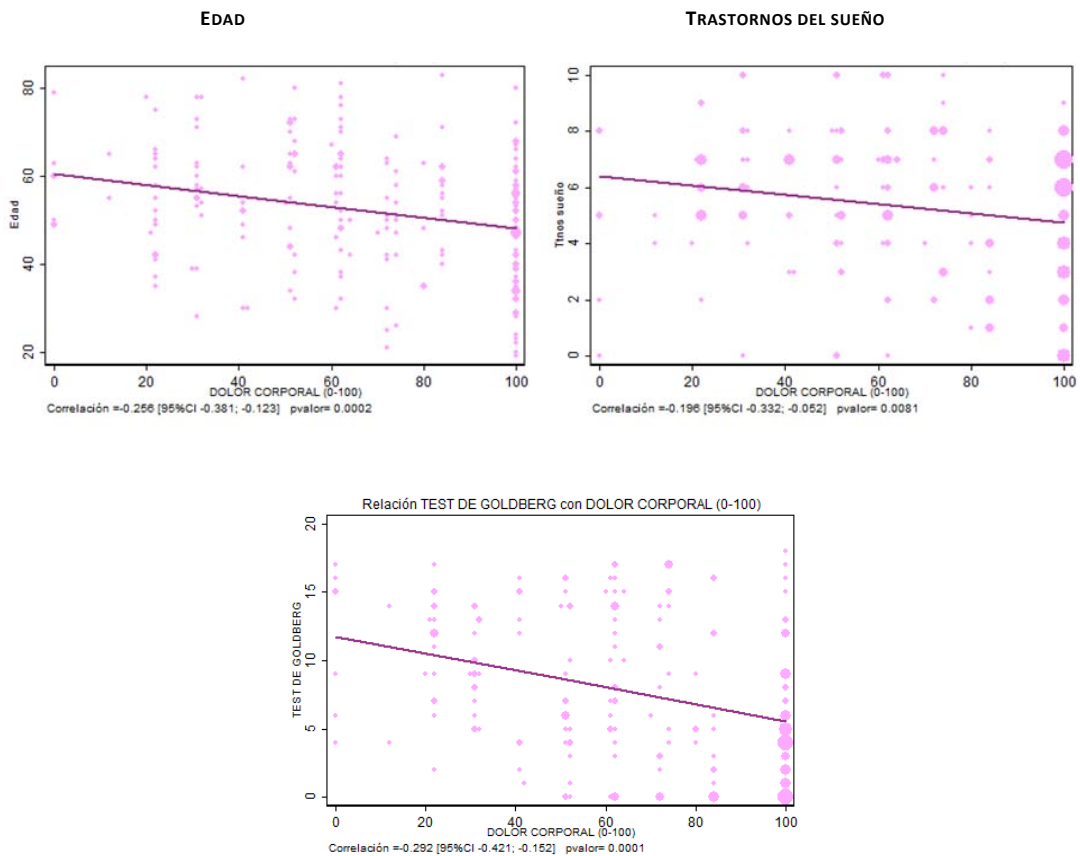 EDAD
TRASTORNOS DEL SUEÑO
Edad
20 40 60 80
0 20 40 60 80 100
DOLOR CORPORAL (0-100)
Correlación =-0.256 [95%CI -0.381; -0.123] pvalor= 0.0002
Ttnos sueño
0 2 4 6 8 10
0 20 40 60 80 100
DOLOR CORPORAL (0-100)
Correlación =-0.196 [95%CI -0.332; -0.052] pvalor= 0.0081
Relación TEST DE GOLDBERG con DOLOR CORPORAL (0-100)
TEST DE GOLDBERG
0 5 10 15 20
0 20 40 60 80 100
DOLOR CORPORAL (0-100)
Correlación =-0.292 [95%CI -0.421; -0.152] pvalor= 0.0001